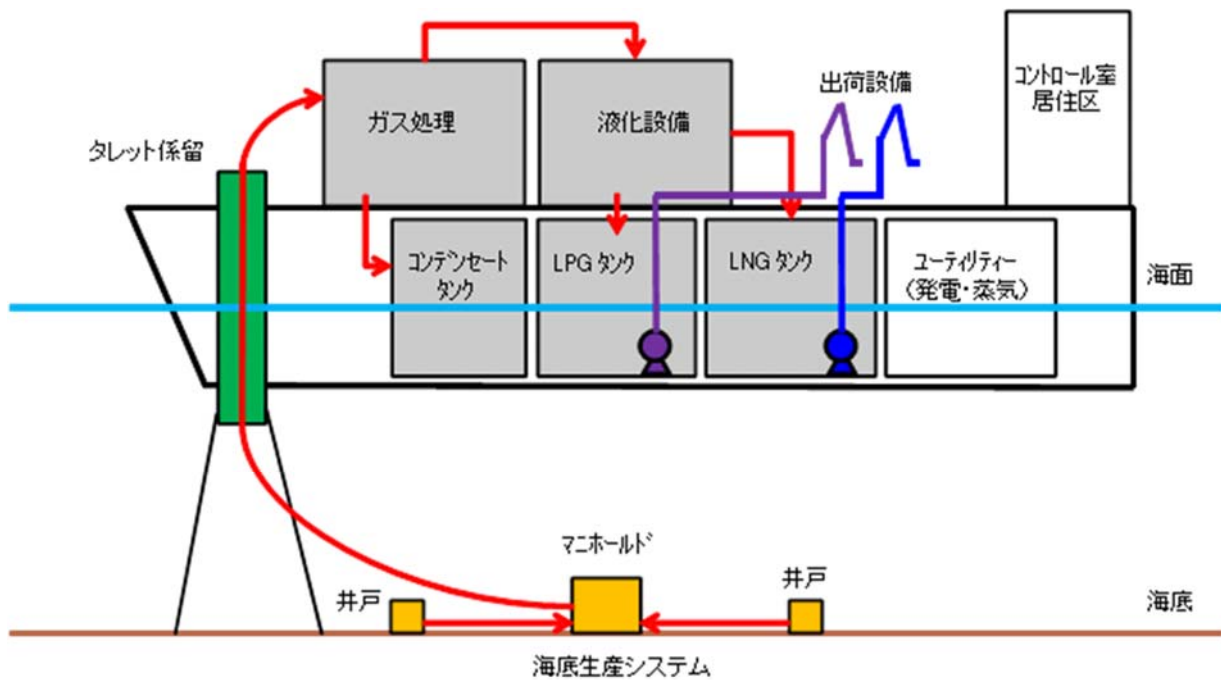 コントロール室
居住区
出荷設備
ガス処理
液化設備
タレット係留
コンデンセート
タンク
LPG タンク
LNG タンク
ユーティリティー
(発電・蒸気)
海面
マニホールド
井戸
井戸
海底
海底生産システム